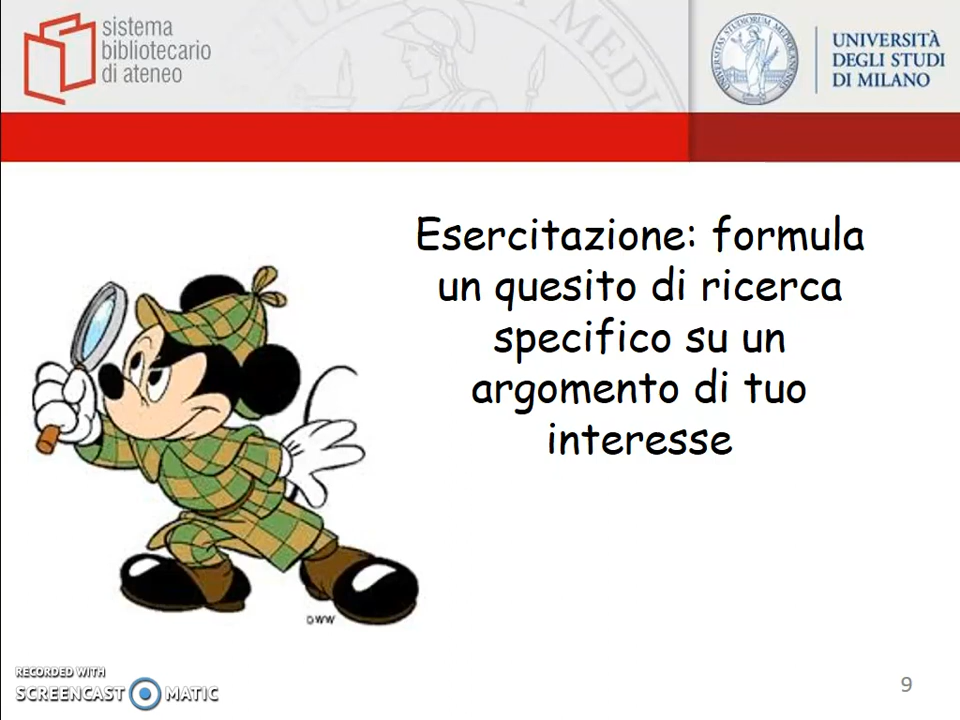 sistema
bibliotecario
di ateneo
UNIVERSITÀ
DEGLI STUDI
DI MILANO
Esercitazione: formula
un quesito di ricerca
specifico su un
argomento di tuo
interesse
RECORDED WITH
SCREENCAST MATIC
9